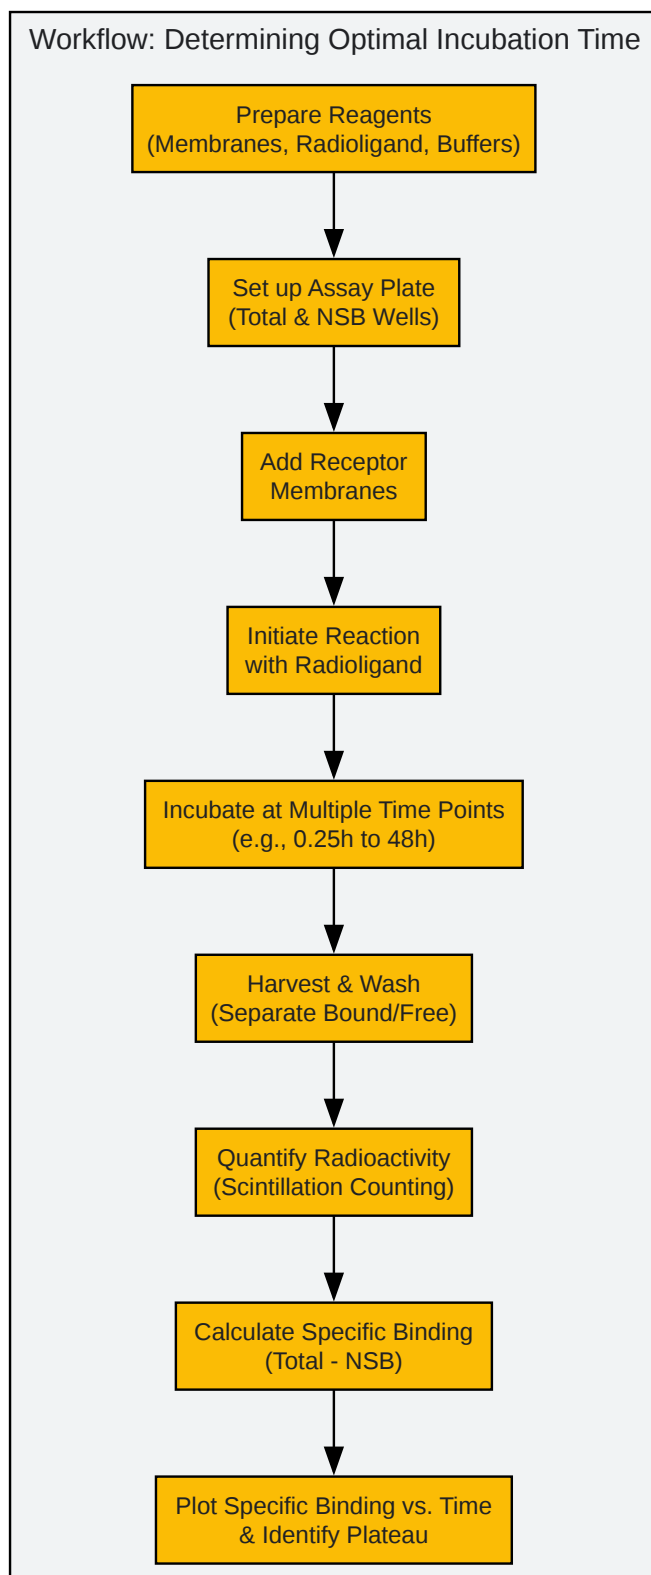 Workflow: Determining Optimal Incubation Time
Prepare Reagents
(Membranes, Radioligand, Buffers)
Set up Assay Plate
(Total & NSB Wells)
Add Receptor
Membranes
Initiate Reaction
with Radioligand
Incubate at Multiple Time Points
(e.g., 0.25h to 48h)
Harvest & Wash
(Separate Bound/Free)
Quantify Radioactivity
(Scintillation Counting)
Calculate Specific Binding
(Total - NSB)
Plot Specific Binding vs. Time
& Identify Plateau